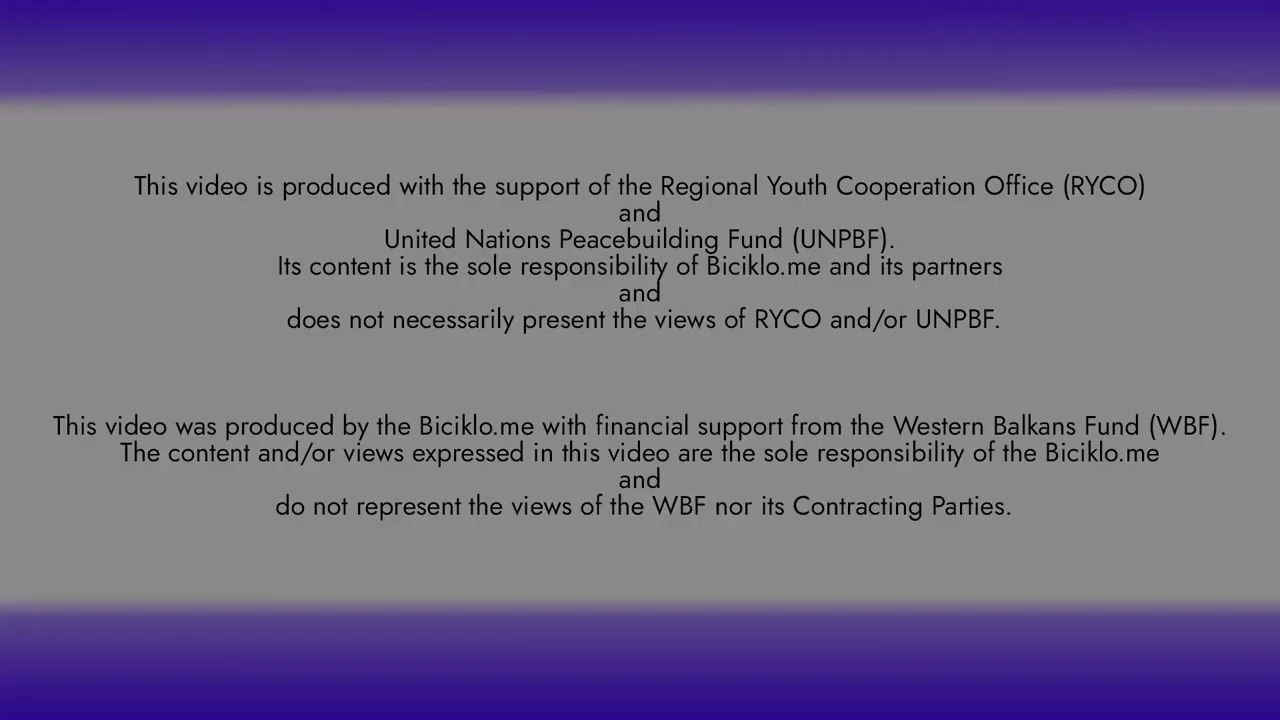 This video is produced with the support of the Regional Youth Cooperation Office (RYCO)
and
United Nations Peacebuilding Fund (UNPBF).
Its content is the sole responsibility of Biciklo.me and its partners
and
does not necessarily present the views of RYCO and/or UNPBF.
This video was produced by the Biciklo.me with financial support from the Western Balkans Fund (WBF).
The content and/or views expressed in this video are the sole responsibility of the Biciklo.me
and
do not represent the views of the WBF nor its Contracting Parties.